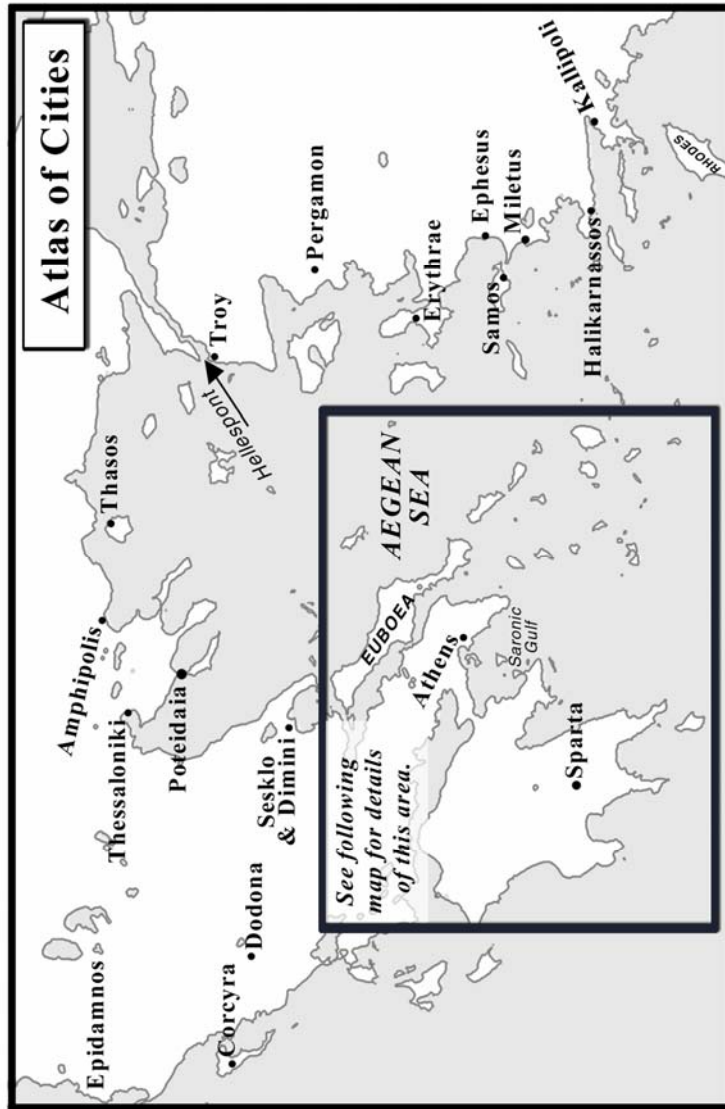 Atlas of Cities
Epidamnos
Thessaloniki
Amphipolis
Thasos
Poteidaia
Corcyra
Dodona
Sesklo
& Dimini
Hellespont
Troy
Pergamon
See following
map for details
of this area.
EUBOEA
AEGEAN
SEA
Athens
Saronic
Gulf
Sparta
Erythrae
Ephesus
Samos
Miletus
Halikarnassos
Kallipoli
RHODES